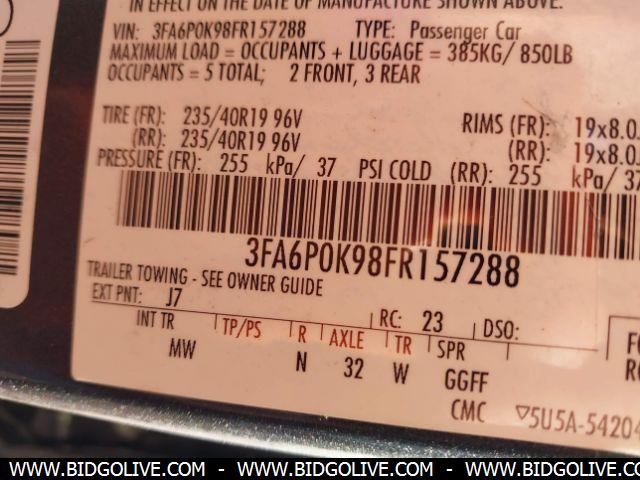 IN EFFECT ON THE DATE OF MANUFACTURE SHOWN ABOVE.
VIN: 3FA6P0K98FR157288 TYPE: Passenger Car
MAXIMUM LOAD = OCCUPANTS + LUGGAGE = 385KG/ 850LB
OCCUPANTS = 5 TOTAL; 2 FRONT, 3 REAR
TIRE (FR): 235/40R19 96V RIMS (FR): 19x8.0
(RR): 235/40R19 96V (RR): 19x8.0
PRESSURE (FR): 255 kPa/ 37 PSI COLD (RR): 255 kPa/ 37
3FA6P0K98FR157288
TRAILER TOWING - SEE OWNER GUIDE
EXT PNT: J7 RC: 23 DSO:
INT TR TP/PS R AXLE TR SPR
MW N 32 W GGFF
CMC ▽5U5A-54204
WWW.BIDGOLIVE.COM - WWW.BIDGOLIVE.COM - WWW.BIDGOLIVE.COM